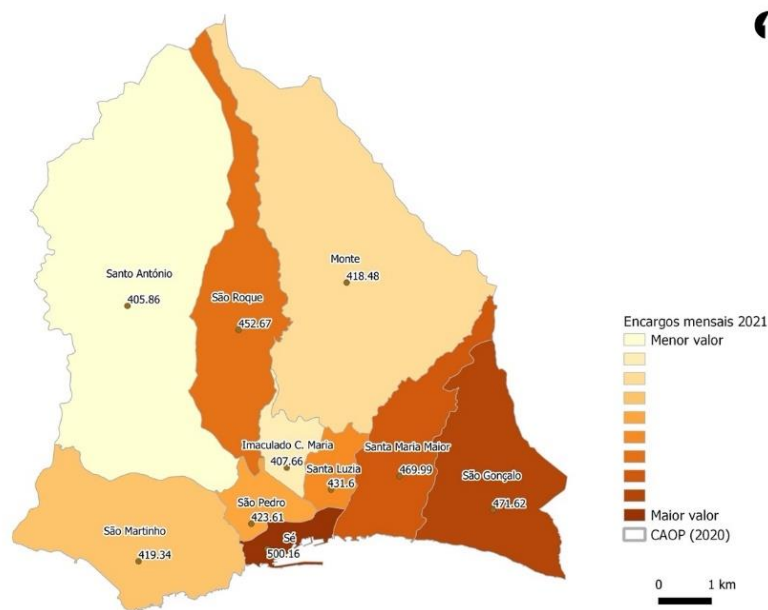 Monte
418.48
Santo António
405.86
São Roque
452.67
Encargos mensais 2021
Menor valor
Maior valor
CAOP (2020)
Imaculado C. Maria
407.66
Santa Maria Maior
469.99
Santa Luzia
431.6
São Gonçalo
471.62
São Pedro
423.61
São Martinho
419.34
Sé
500.16
0 1 km